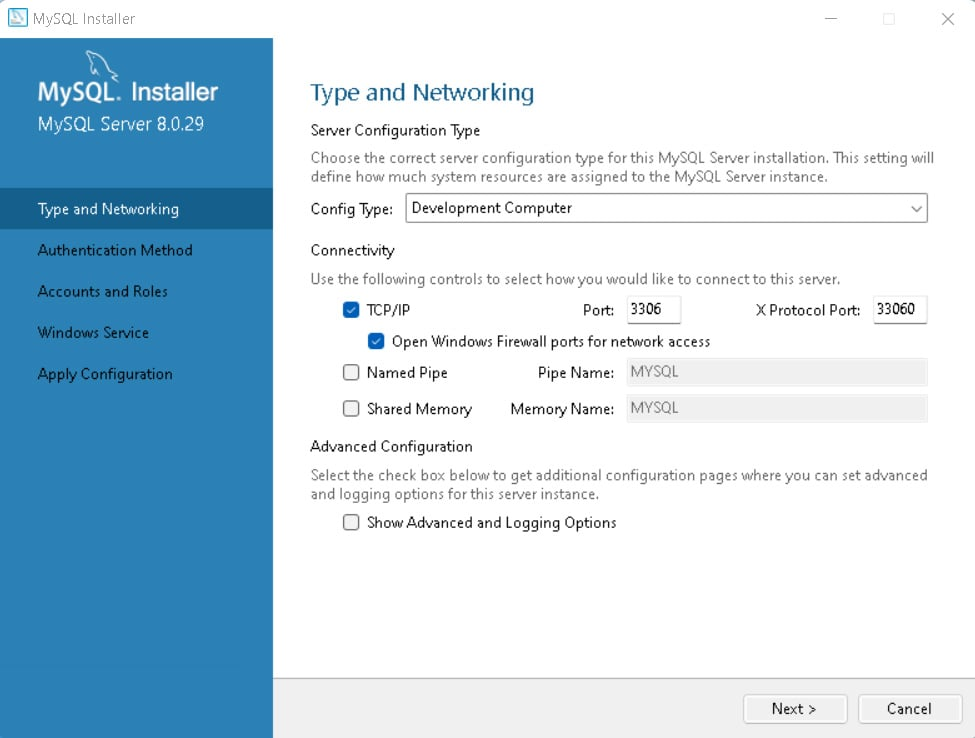 MySQL Installer
MySQL. Installer
MySQL Server 8.0.29
Type and Networking
Authentication Method
Accounts and Roles
Windows Service
Apply Configuration
Type and Networking
Server Configuration Type
Choose the correct server configuration type for this MySQL Server installation. This setting will
define how much system resources are assigned to the MySQL Server instance.
Config Type: Development Computer
Connectivity
Use the following controls to select how you would like to connect to this server.
TCP/IP Port: 3306 X Protocol Port: 33060
Open Windows Firewall ports for network access
Named Pipe Pipe Name: MYSQL
Shared Memory Memory Name: MYSQL
Advanced Configuration
Select the check box below to get additional configuration pages where you can set advanced
and logging options for this server instance.
Show Advanced and Logging Options
Next > Cancel